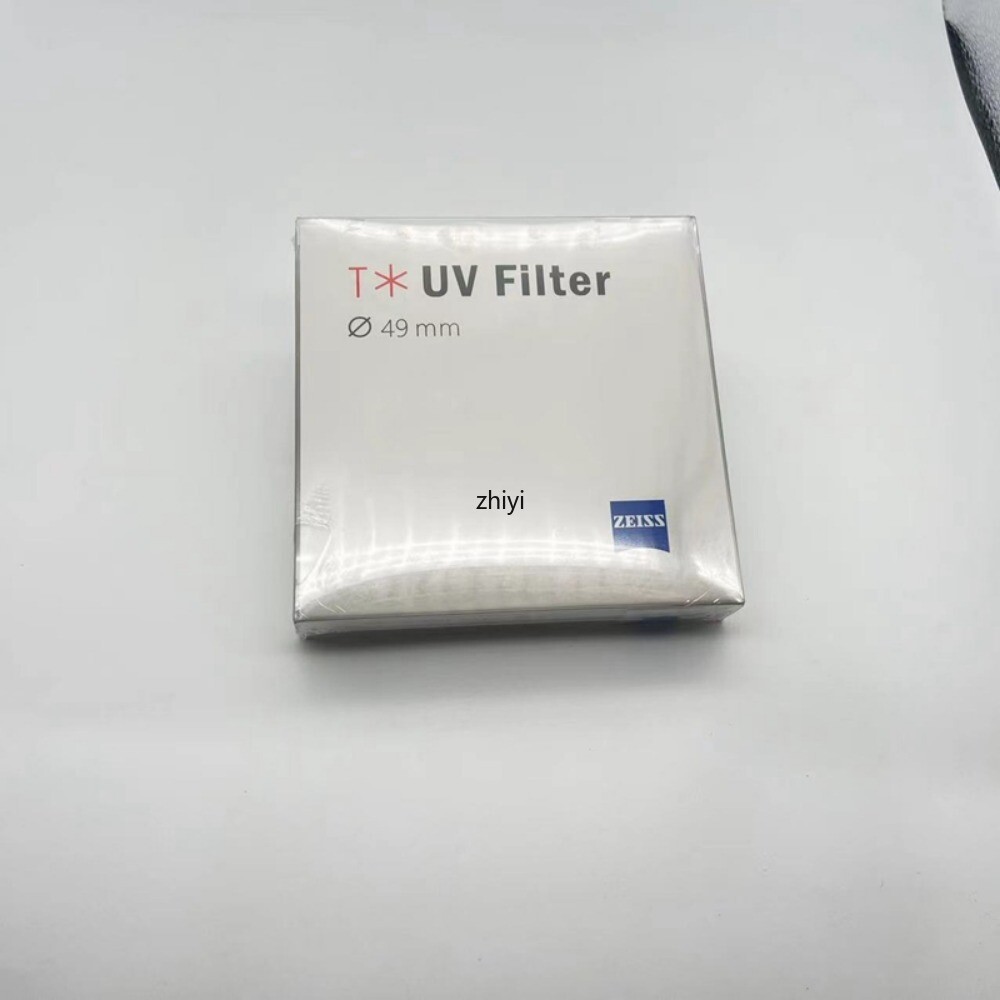 T* UV Filter
Ø 49 mm
zhiyi
ZEISS